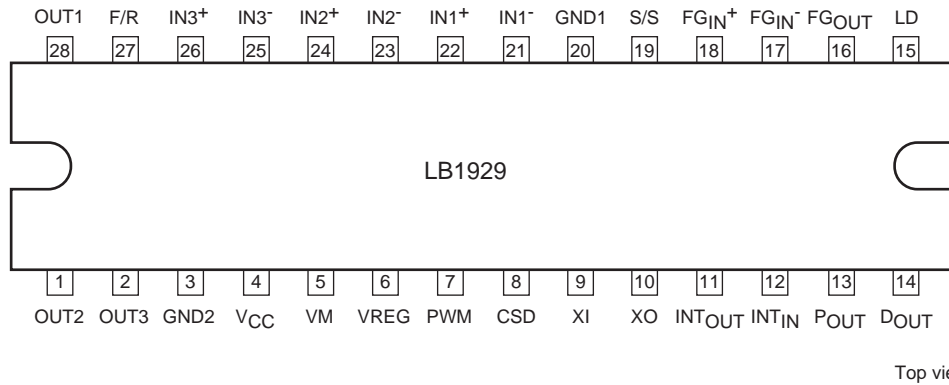 OUT1 F/R IN3+ IN3- IN2+ IN2- IN1+ IN1- GND1 S/S FGIN+ FGIN- FGOUT LD
28 27 26 25 24 23 22 21 20 19 18 17 16 15
LB1929
1 2 3 4 5 6 7 8 9 10 11 12 13 14
OUT2 OUT3 GND2 VCC VM VREG PWM CSD XI XO INTOUT INTIN POUT DOUT
Top vie